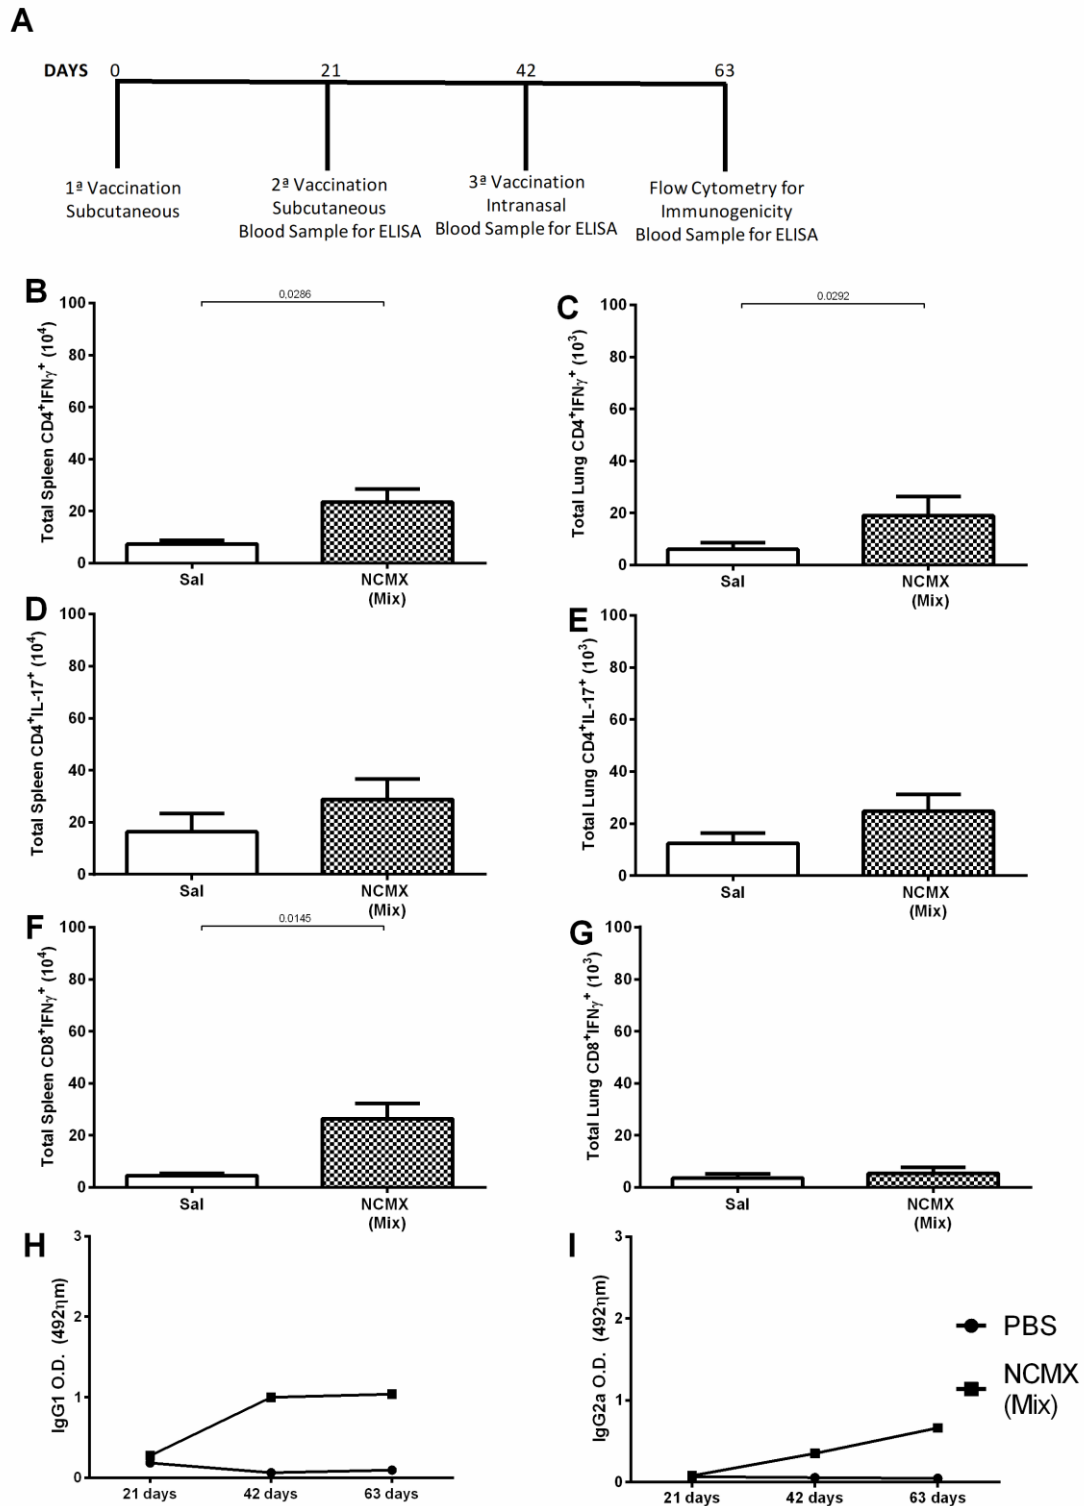 A
DAYS 0 21 42 63
1ª Vaccination
Subcutaneous
2ª Vaccination
Subcutaneous
Blood Sample for ELISA
3ª Vaccination
Intranasal
Blood Sample for ELISA
Flow Cytometry for
Immunogenicity
Blood Sample for ELISA
B
Total Spleen CD4⁺IFNγ⁺ (10⁴)
100
80
60
40
20
0
0.0286
Sal
NCMX
(Mix)
C
Total Lung CD4⁺IFNγ⁺ (10³)
100
80
60
40
20
0
0.0292
Sal
NCMX
(Mix)
D
Total Spleen CD4⁺IL-17⁺ (10⁴)
100
80
60
40
20
0
Sal
NCMX
(Mix)
E
Total Lung CD4⁺IL-17⁺ (10³)
100
80
60
40
20
0
Sal
NCMX
(Mix)
F
Total Spleen CD8⁺IFNγ⁺ (10⁴)
100
80
60
40
20
0
0.0145
Sal
NCMX
(Mix)
G
Total Lung CD8⁺IFNγ⁺ (10³)
100
80
60
40
20
0
Sal
NCMX
(Mix)
H
IgG1 O.D. (492ηm)
3
2
1
0
21 days 42 days 63 days
I
IgG2a O.D. (492ηm)
3
2
1
0
21 days 42 days 63 days
PBS
NCMX
(Mix)